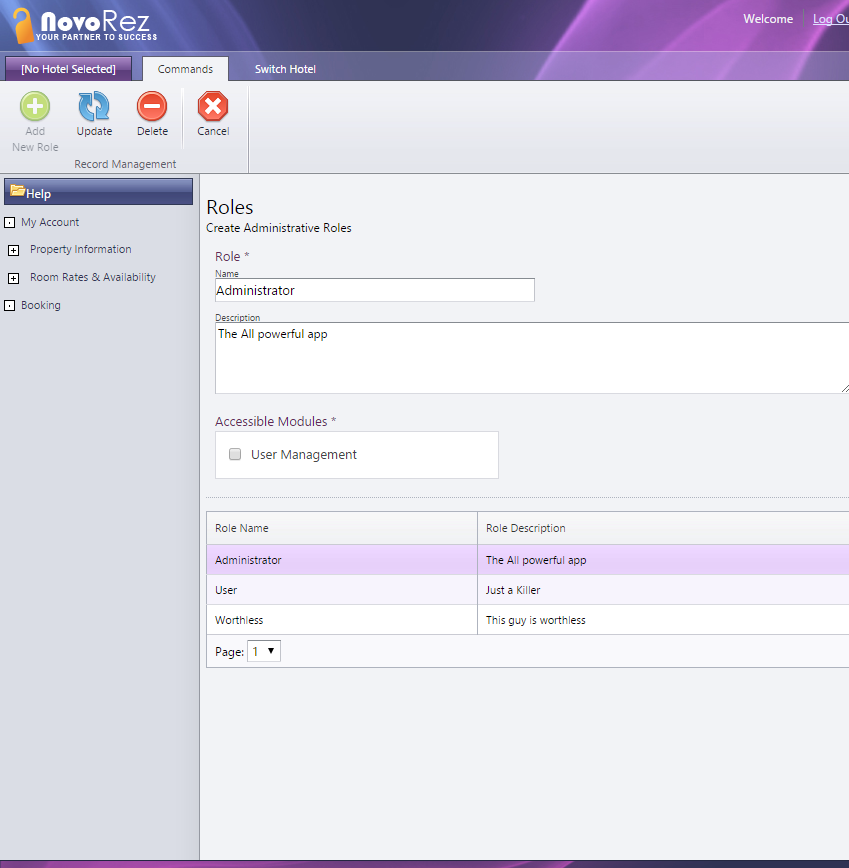 NovoRez
YOUR PARTNER TO SUCCESS
Welcome
Log Ou
[No Hotel Selected]
Commands
Switch Hotel
Add
New Role
Update
Delete
Cancel
Record Management
Help
My Account
Property Information
Room Rates & Availability
Booking
Roles
Create Administrative Roles
Role *
Name
Administrator
Description
The All powerful app
Accessible Modules *
User Management
Role Name Role Description
Administrator The All powerful app
User Just a Killer
Worthless This guy is worthless
Page: 1